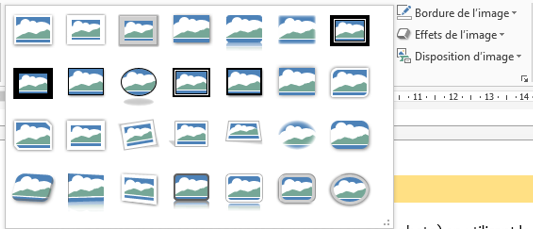 Bordure de l'image
Effets de l'image
Disposition d'image
11 12 13 14